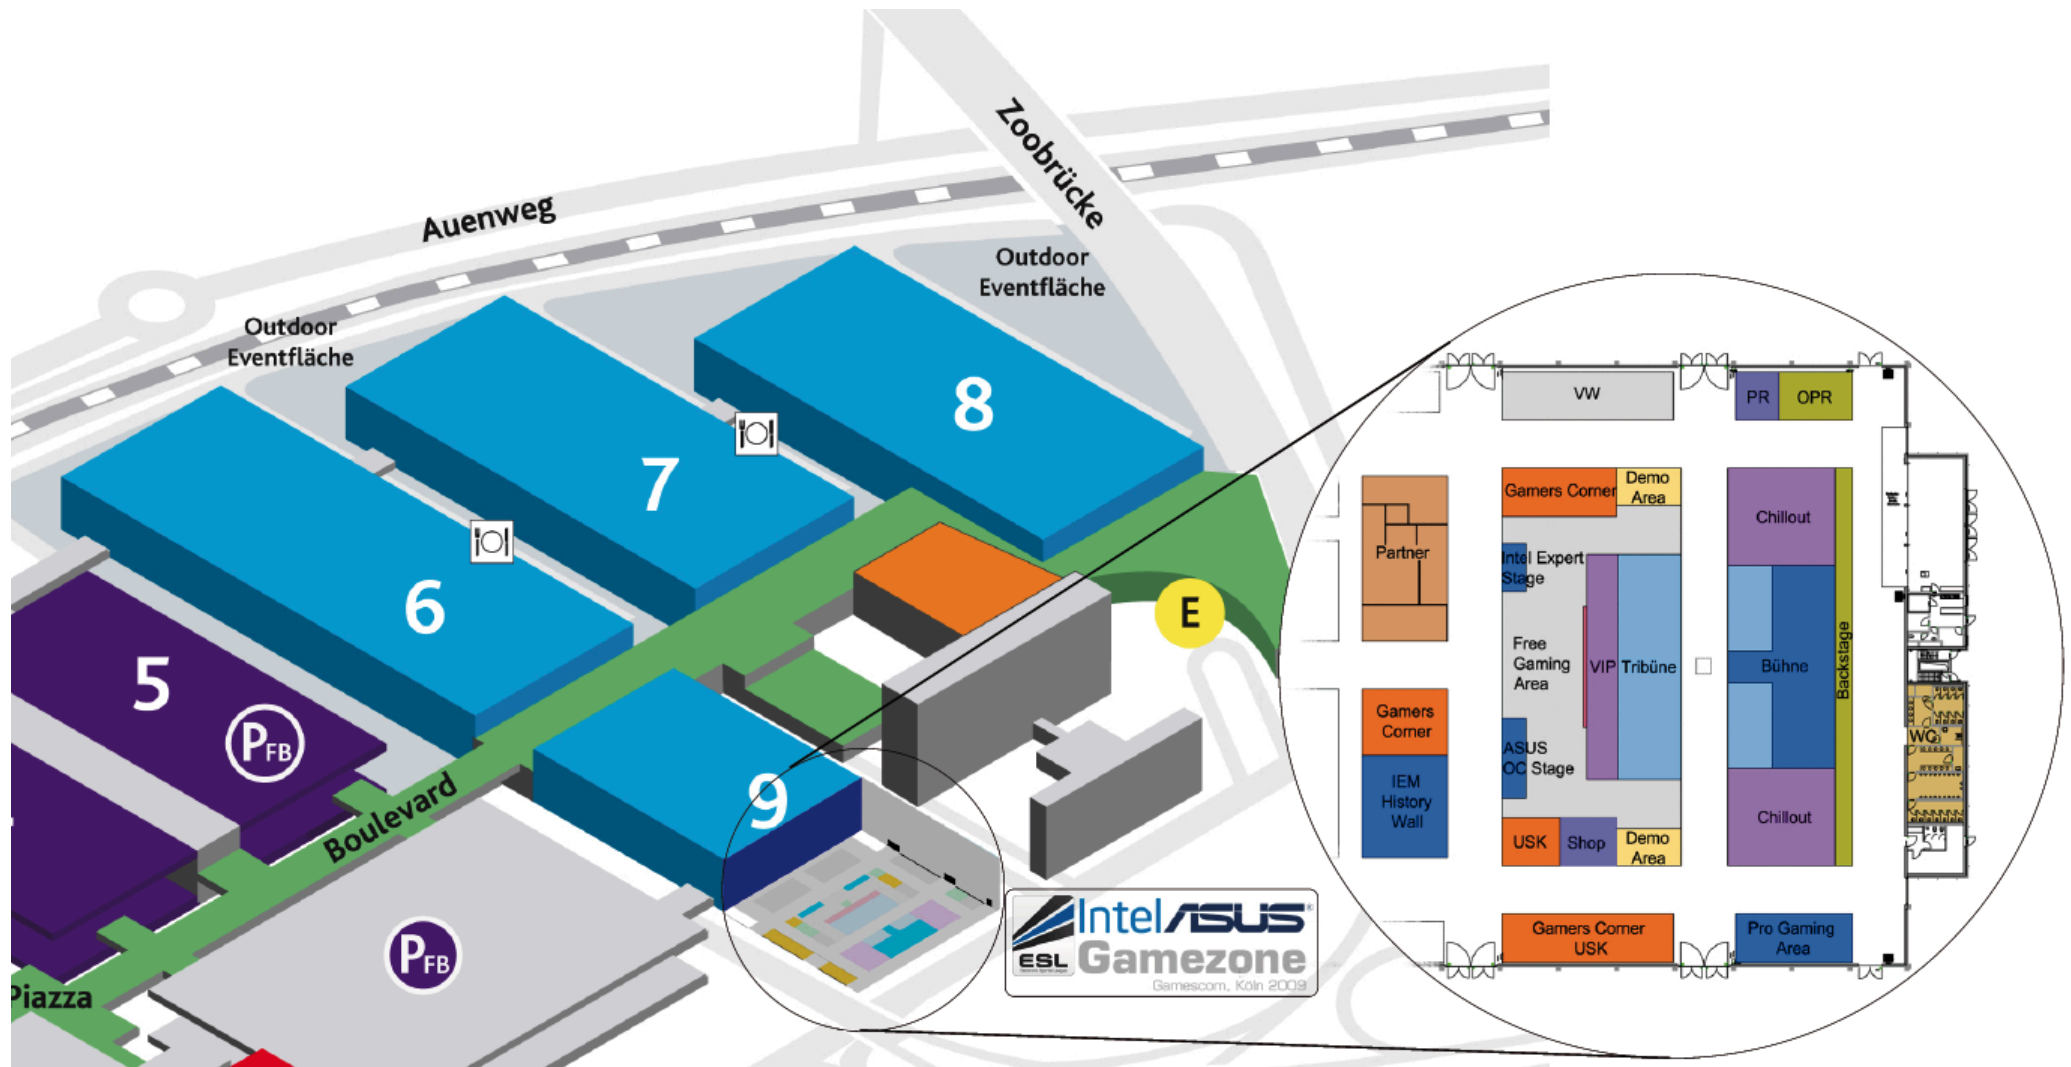 Zoobrücke
Auenweg
Outdoor
Eventfläche
Outdoor
Eventfläche
8
7
6
5
9
P FB
P FB
E
Boulevard
Piazza
Intel ASUS
ESL
Gamezone
Gamescom, Köln 2009
VW
PR
OPR
Gamers Corner
Demo
Area
Chillout
Partner
Intel Expert
Stage
Free
Gaming
Area
VIP
Tribüne
Bühne
Backstage
Gamers
Corner
ASUS
OC Stage
WC
IEM
History
Wall
USK
Shop
Demo
Area
Chillout
Gamers Corner
USK
Pro Gaming
Area